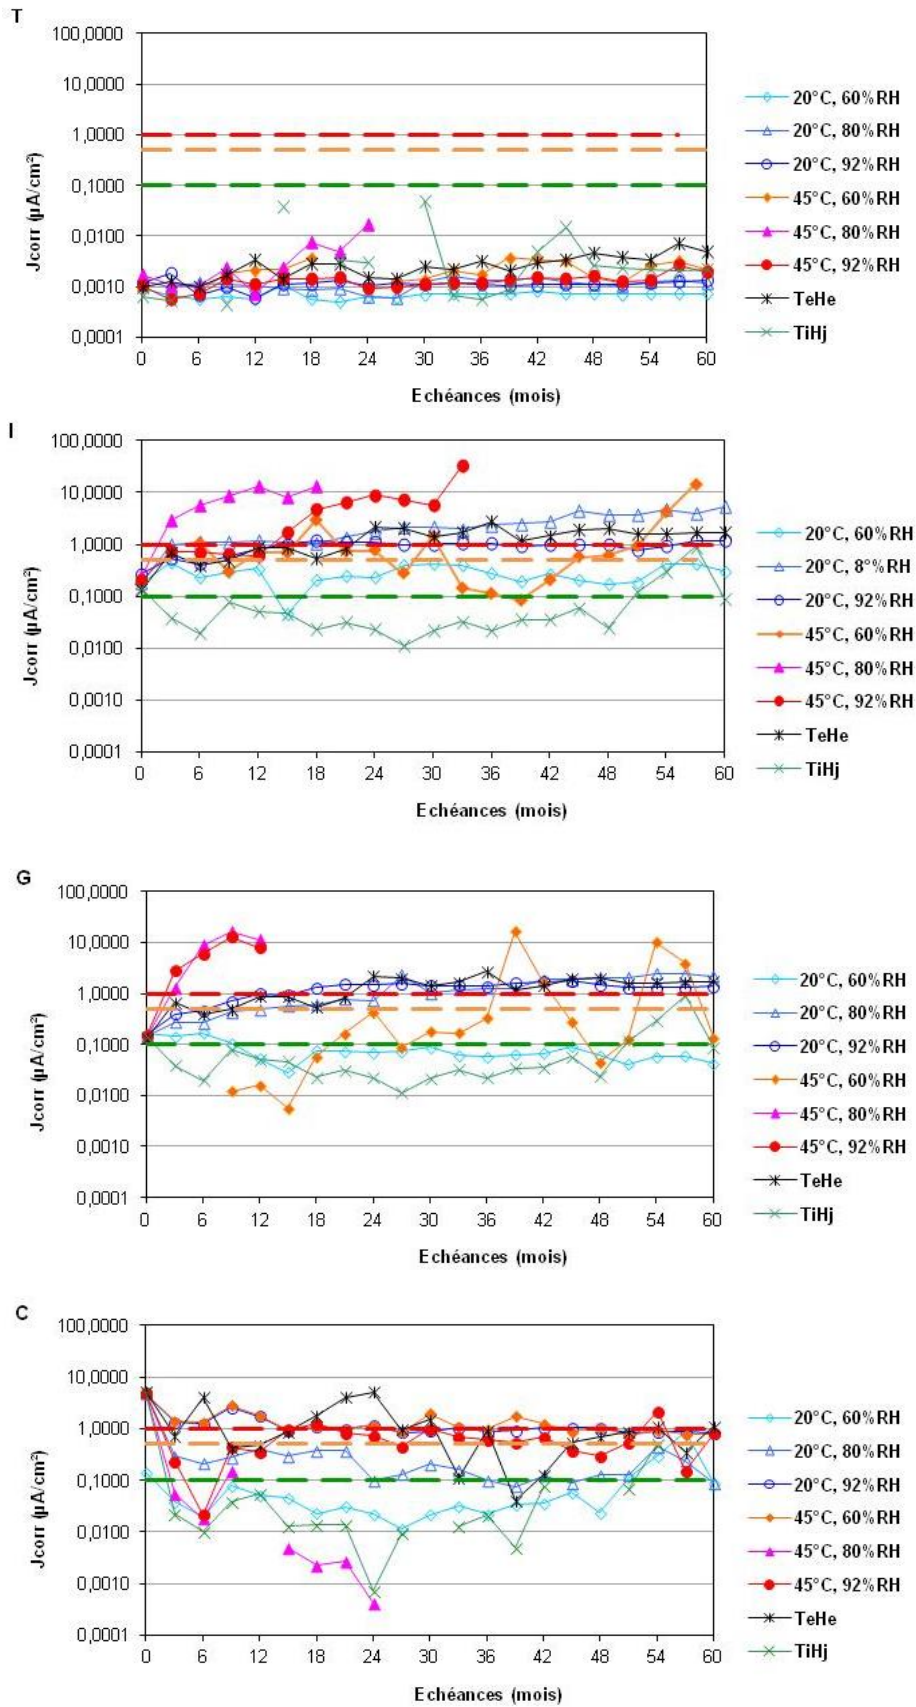 T
100,0000
10,0000
1,0000
0,1000
0,0100
0,0010
0,0001
Jcorr (µA/cm²)
0 6 12 18 24 30 36 42 48 54 60
Echéances (mois)
20°C, 60%RH
20°C, 80%RH
20°C, 92%RH
45°C, 60%RH
45°C, 80%RH
45°C, 92%RH
TeHe
TiHj
I
100,0000
10,0000
1,0000
0,1000
0,0100
0,0010
0,0001
Jcorr (µA/cm²)
0 6 12 18 24 30 36 42 48 54 60
Echéances (mois)
20°C, 60%RH
20°C, 8°%RH
20°C, 92%RH
45°C, 60%RH
45°C, 80%RH
45°C, 92%RH
TeHe
TiHj
G
100,0000
10,0000
1,0000
0,1000
0,0100
0,0010
0,0001
Jcorr (µA/cm²)
0 6 12 18 24 30 36 42 48 54 60
Echéances (mois)
20°C, 60%RH
20°C, 80%RH
20°C, 92%RH
45°C, 60%RH
45°C, 80%RH
45°C, 92%RH
TeHe
TiHj
C
100,0000
10,0000
1,0000
0,1000
0,0100
0,0010
0,0001
Jcorr (µA/cm²)
0 6 12 18 24 30 36 42 48 54 60
Echéances (mois)
20°C, 60%RH
20°C, 80%RH
20°C, 92%RH
45°C, 60%RH
45°C, 80%RH
45°C, 92%RH
TeHe
TiHj